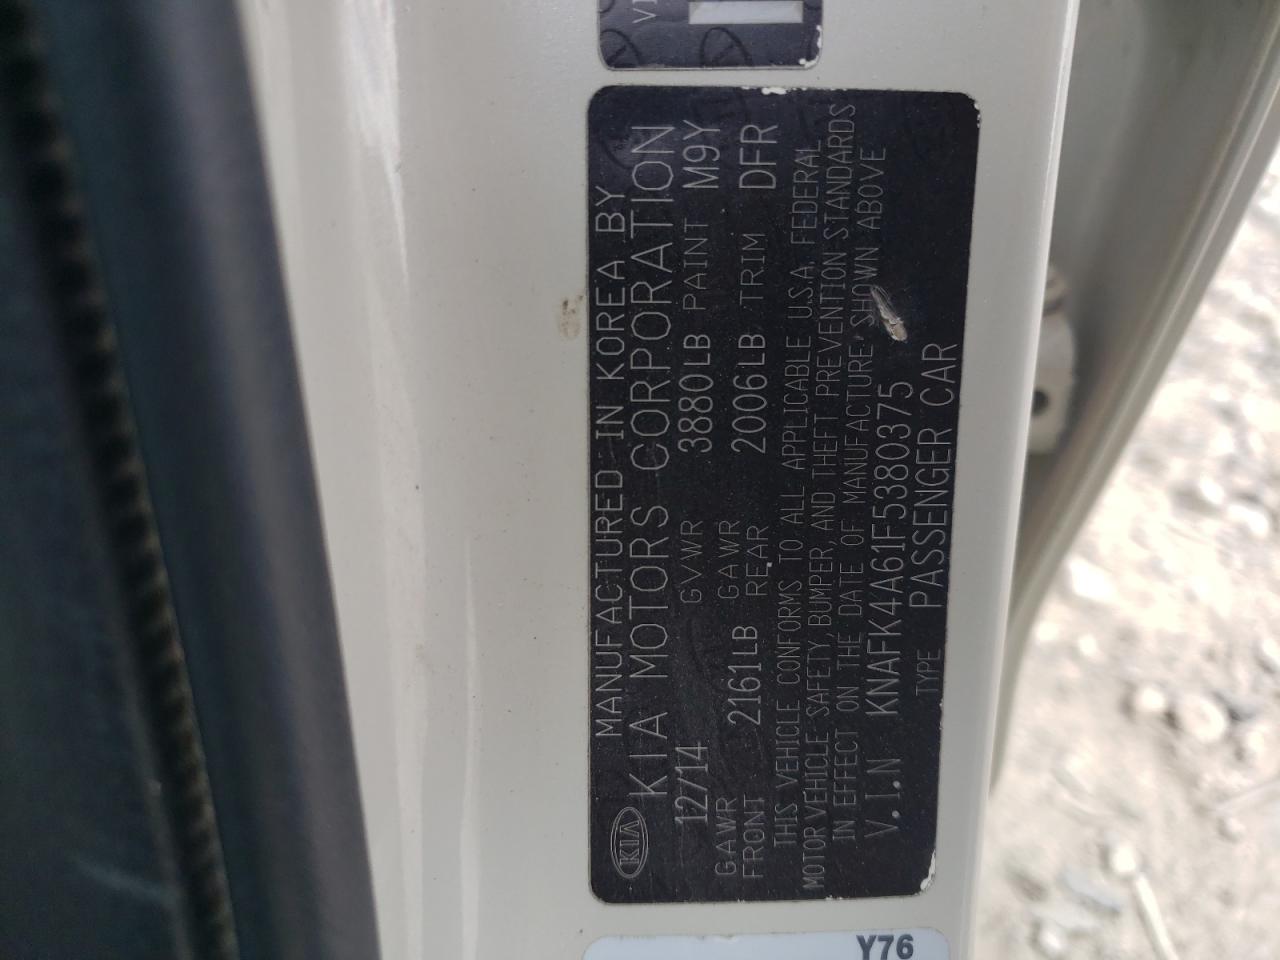 VI
KIA
MANUFACTURED IN KOREA BY
KIA MOTORS CORPORATION
12/14 GVWR 3880LB PAINT M9Y
GAWR FRONT 2161LB GAWR REAR 2006LB TRIM DFR
THIS VEHICLE CONFORMS TO ALL APPLICABLE U.S.A. FEDERAL
MOTOR VEHICLE SAFETY, BUMPER, AND THEFT PREVENTION STANDARDS
IN EFFECT ON THE DATE OF MANUFACTURE SHOWN ABOVE
V.I.N KNAFK4A61F5380375
TYPE PASSENGER CAR
Y76